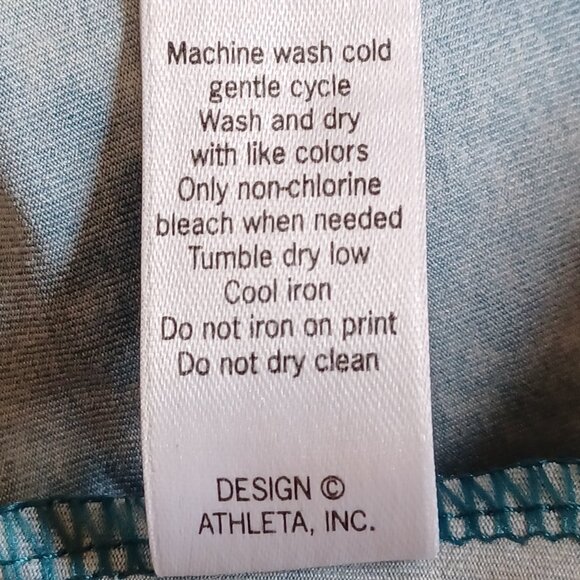 Machine wash cold
gentle cycle
Wash and dry
with like colors
Only non-chlorine
bleach when needed
Tumble dry low
Cool iron
Do not iron on print
Do not dry clean
DESIGN ©
ATHLETA, INC.